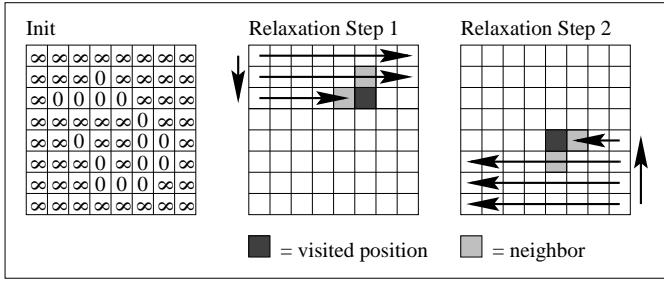 Init
∞ ∞ ∞ ∞ ∞ ∞ ∞ ∞
∞ ∞ ∞ 0 ∞ ∞ ∞ ∞
∞ 0 0 0 0 ∞ ∞ ∞
∞ ∞ ∞ ∞ ∞ 0 ∞ ∞
∞ ∞ 0 ∞ ∞ 0 0 ∞
∞ ∞ ∞ 0 0 0 0 ∞
∞ ∞ ∞ 0 0 0 ∞ ∞
∞ ∞ ∞ ∞ ∞ ∞ ∞ ∞
Relaxation Step 1
Relaxation Step 2
= visited position
= neighbor